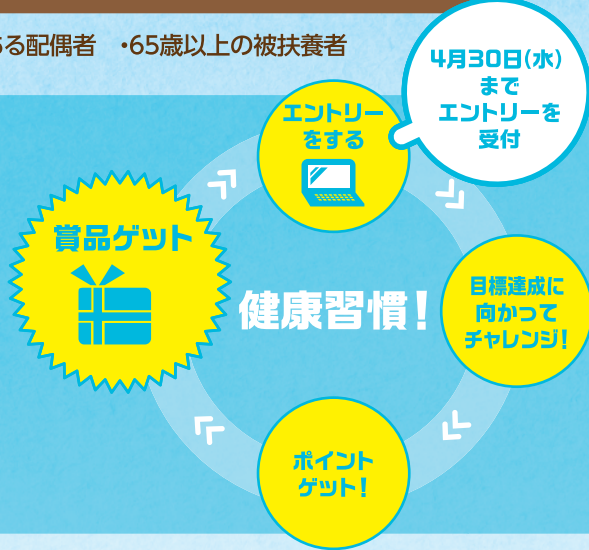 る配偶者 ・65歳以上の被扶養者
4月30日(水)
まで
エントリーを
受付
エントリー
をする
賞品ゲット
健康習慣!
目標達成に
向かって
チャレンジ!
ポイント
ゲット!